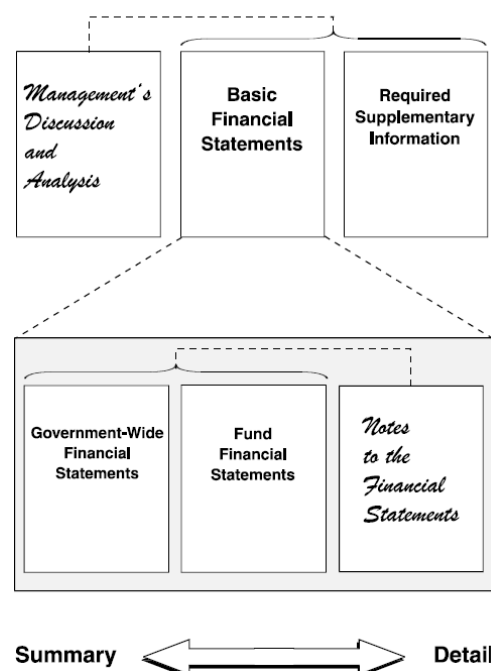 Management's
Discussion
and
Analysis
Basic
Financial
Statements
Required
Supplementary
Information
Government-Wide
Financial
Statements
Fund
Financial
Statements
Notes
to the
Financial
Statements
Summary
Detail